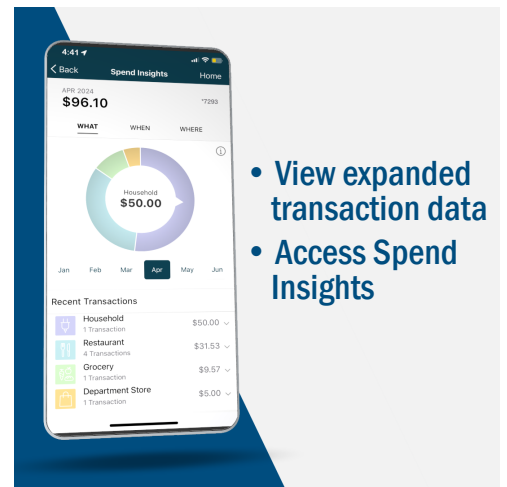 4:41
Back Spend Insights Home
APR 2024
$96.10 *7293
WHAT WHEN WHERE
Household
$50.00
Jan Feb Mar Apr May Jun
Recent Transactions
Household $50.00
1 Transaction
Restaurant $31.53
4 Transactions
Grocery $9.57
1 Transaction
Department Store $5.00
1 Transaction
• View expanded
transaction data
• Access Spend
Insights